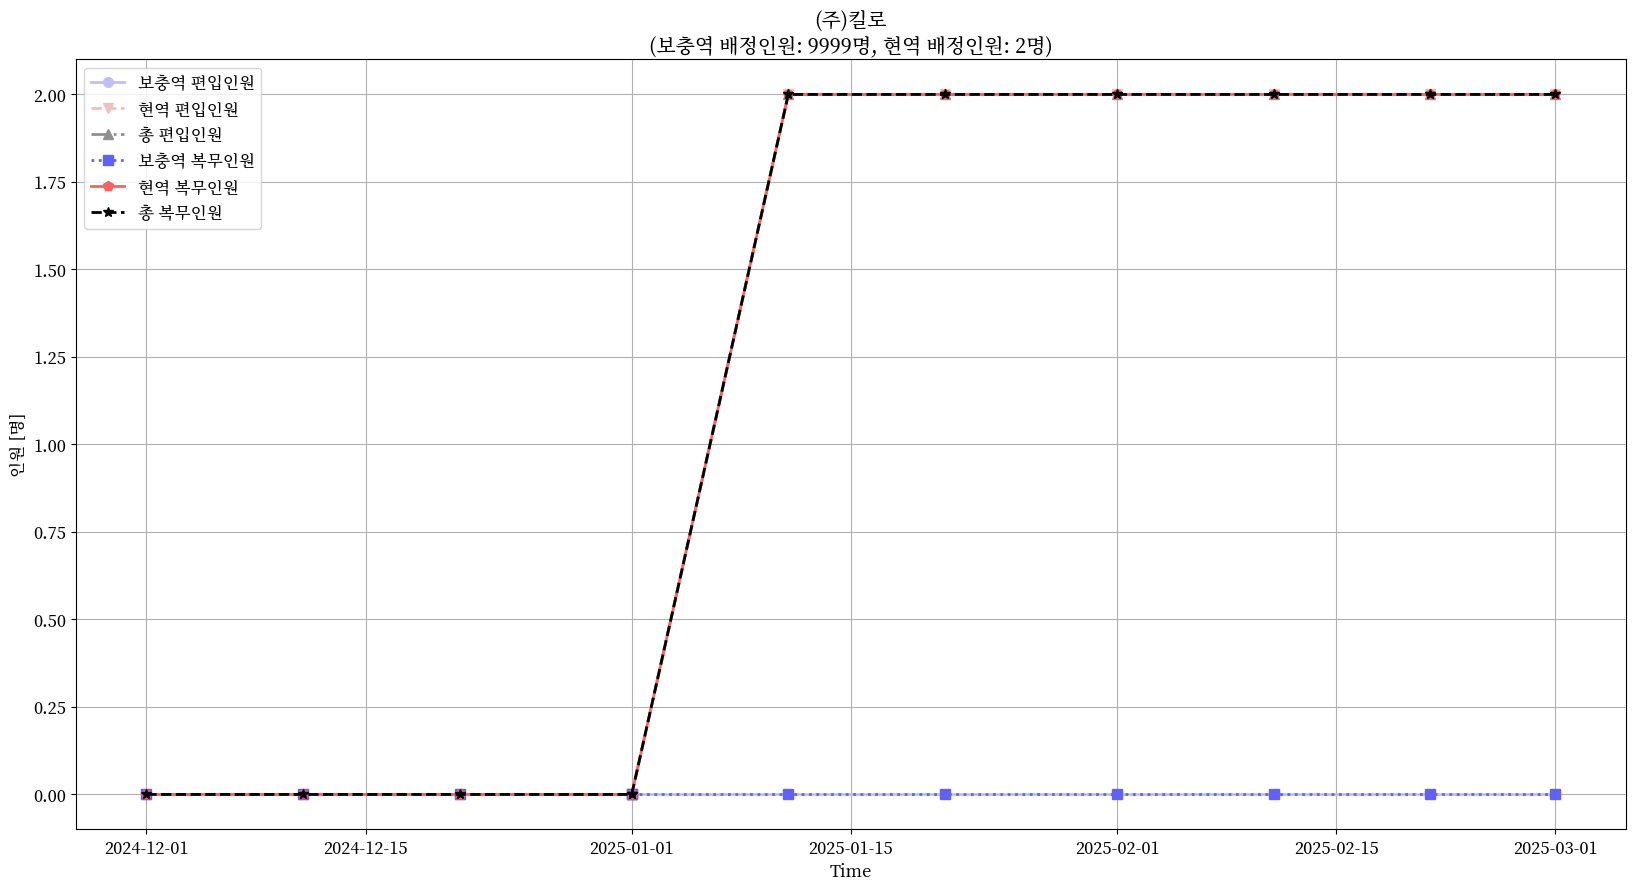 (주)킬로
(보충역 배정인원: 9999명, 현역 배정인원: 2명)
보충역 편입인원
현역 편입인원
총 편입인원
보충역 복무인원
현역 복무인원
총 복무인원
2.00
1.75
1.50
1.25
1.00
0.75
0.50
0.25
0.00
인원 [명]
2024-12-01
2024-12-15
2025-01-01
2025-01-15
2025-02-01
2025-02-15
2025-03-01
Time